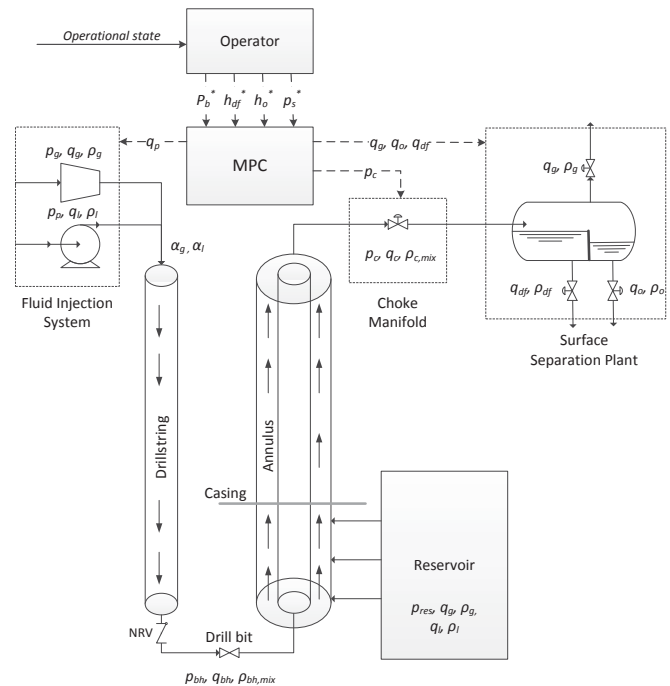 Operational state
Operator
P_b^* h_df^* h_o^* p_s^*
q_p
MPC
q_g, q_o, q_df
p_c
p_g, q_g, ρ_g
p_p, q_l, ρ_l
α_g, α_l
Fluid Injection
System
p_c, q_c, ρ_c,mix
Choke
Manifold
q_g, ρ_g
q_df, ρ_df
q_o, ρ_o
Surface
Separation Plant
Drillstring
Annulus
Casing
Reservoir
p_res, q_g, ρ_g,
q_l, ρ_l
NRV
Drill bit
p_bh, q_bh, ρ_bh,mix